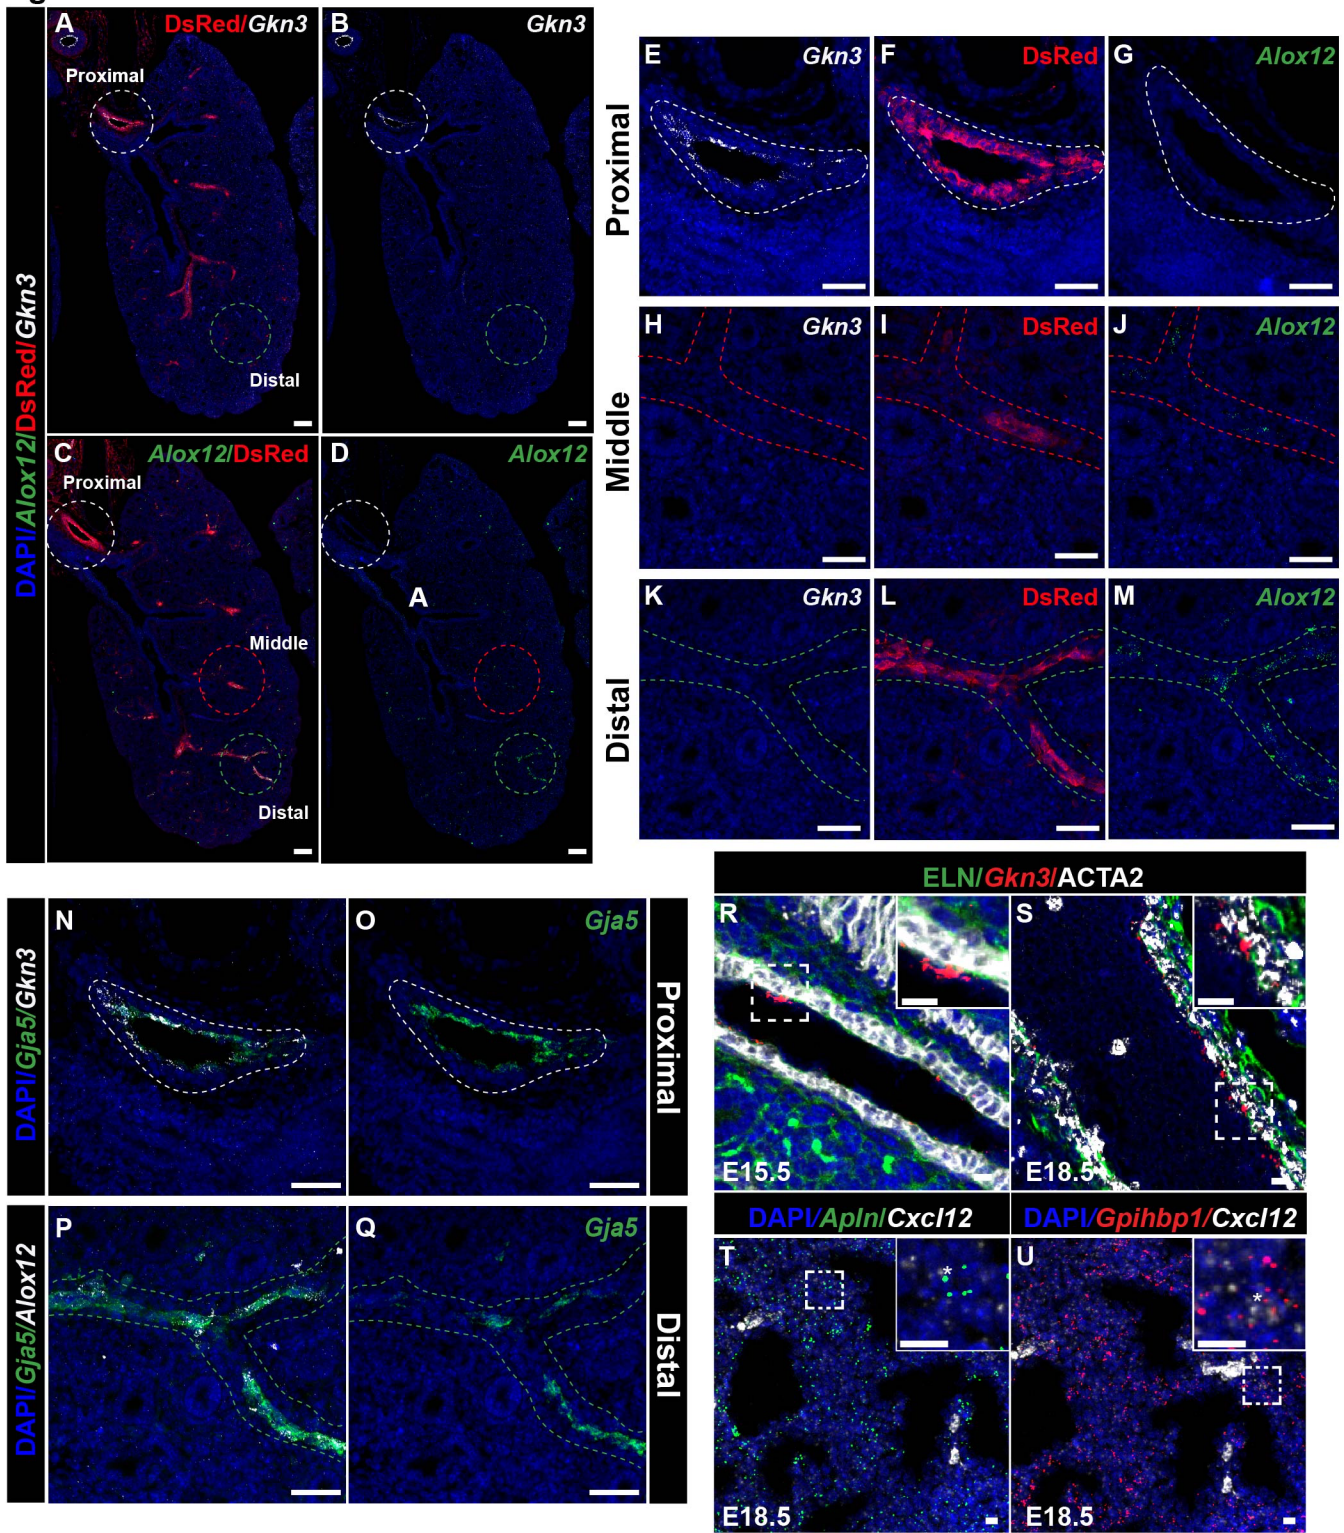 A
DsRed/Gkn3
Proximal
Distal
B
Gkn3
C
Alox12/DsRed
Proximal
Middle
Distal
D
Alox12
A
DAPI/Alox12/DsRed/Gkn3
Proximal
E
Gkn3
F
DsRed
G
Alox12
Middle
H
Gkn3
I
DsRed
J
Alox12
Distal
K
Gkn3
L
DsRed
M
Alox12
DAPI/Gja5/Gkn3
N
O
Gja5
Proximal
DAPI/Gja5/Alox12
P
Q
Gja5
Distal
ELN/Gkn3/ACTA2
R
E15.5
S
E18.5
DAPI/Apln/Cxcl12
T
*
E18.5
DAPI/Gpihbp1/Cxcl12
U
*
E18.5